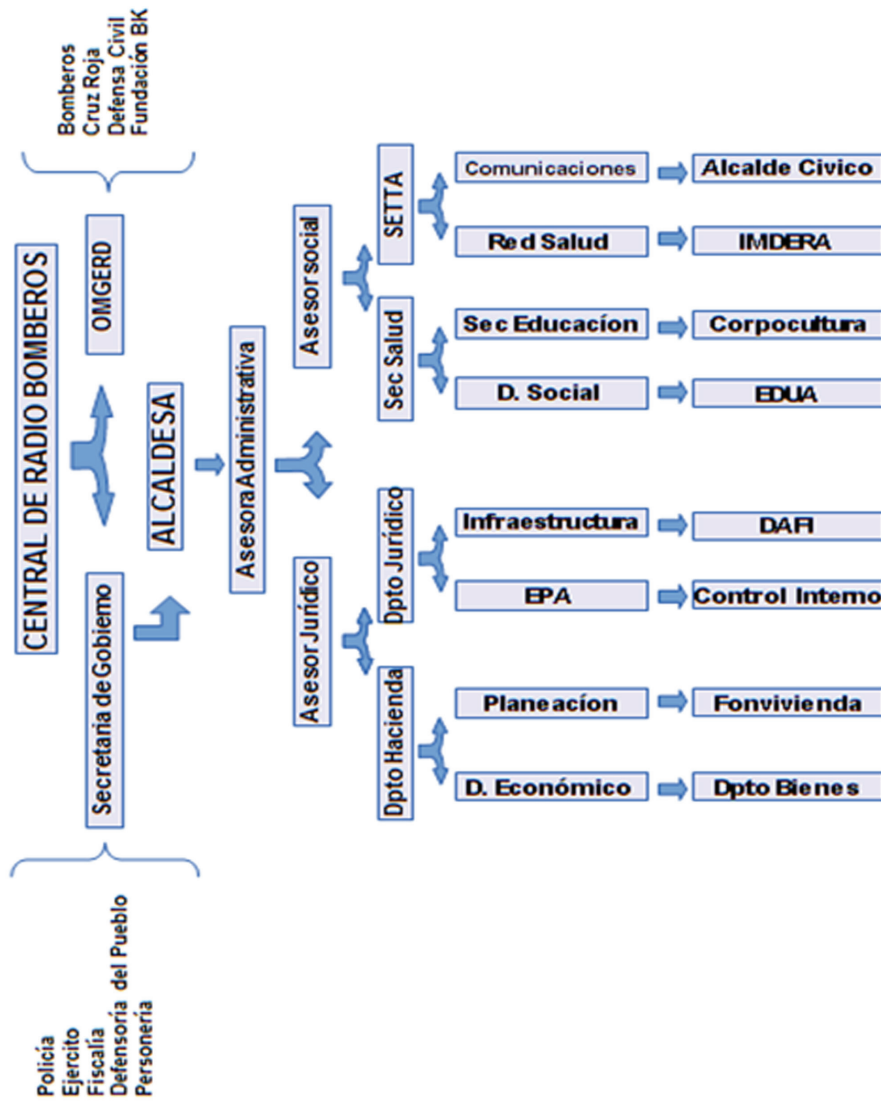 CENTRAL DE RADIO BOMBEROS
Policía
Ejercito
Fiscalía
Defensoría del Pueblo
Personería
Secretaria de Gobierno
OMGERD
Bomberos
Cruz Roja
Defensa Civil
Fundación BK
ALCALDESA
Asesora Administrativa
Asesor Jurídico
Asesor social
Dpto Hacienda
Dpto Jurídico
Sec Salud
SETTA
D. Económico
Planeacíon
EPA
Infraestructura
D. Social
Sec Educacíon
Red Salud
Comunicaciones
Dpto Bienes
Fonvivienda
Control Interno
DAFI
EDUA
Corpocultura
IMDERA
Alcalde Civico